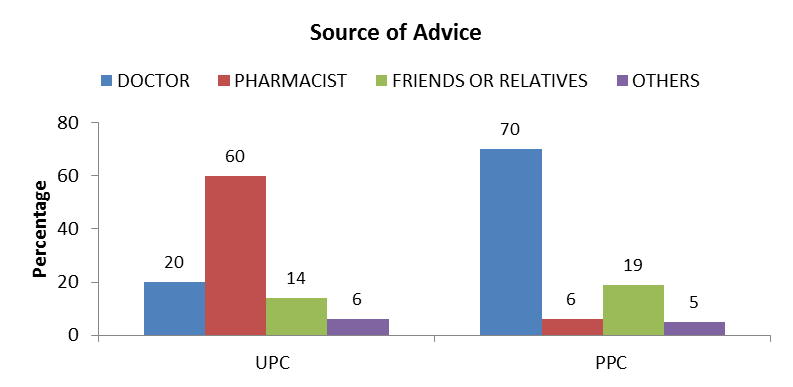 Source of Advice
DOCTOR PHARMACIST FRIENDS OR RELATIVES OTHERS
Percentage
80
60
40
20
0
20 60 14 6
70 6 19 5
UPC PPC